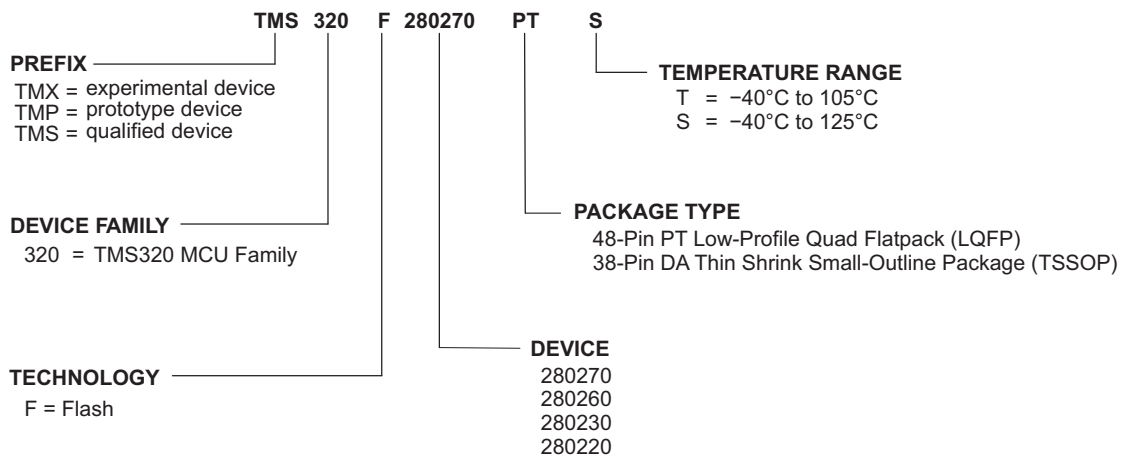 TMS 320 F 280270 PT S
PREFIX
TMX = experimental device
TMP = prototype device
TMS = qualified device
TEMPERATURE RANGE
T = −40°C to 105°C
S = −40°C to 125°C
DEVICE FAMILY
320 = TMS320 MCU Family
PACKAGE TYPE
48-Pin PT Low-Profile Quad Flatpack (LQFP)
38-Pin DA Thin Shrink Small-Outline Package (TSSOP)
TECHNOLOGY
F = Flash
DEVICE
280270
280260
280230
280220